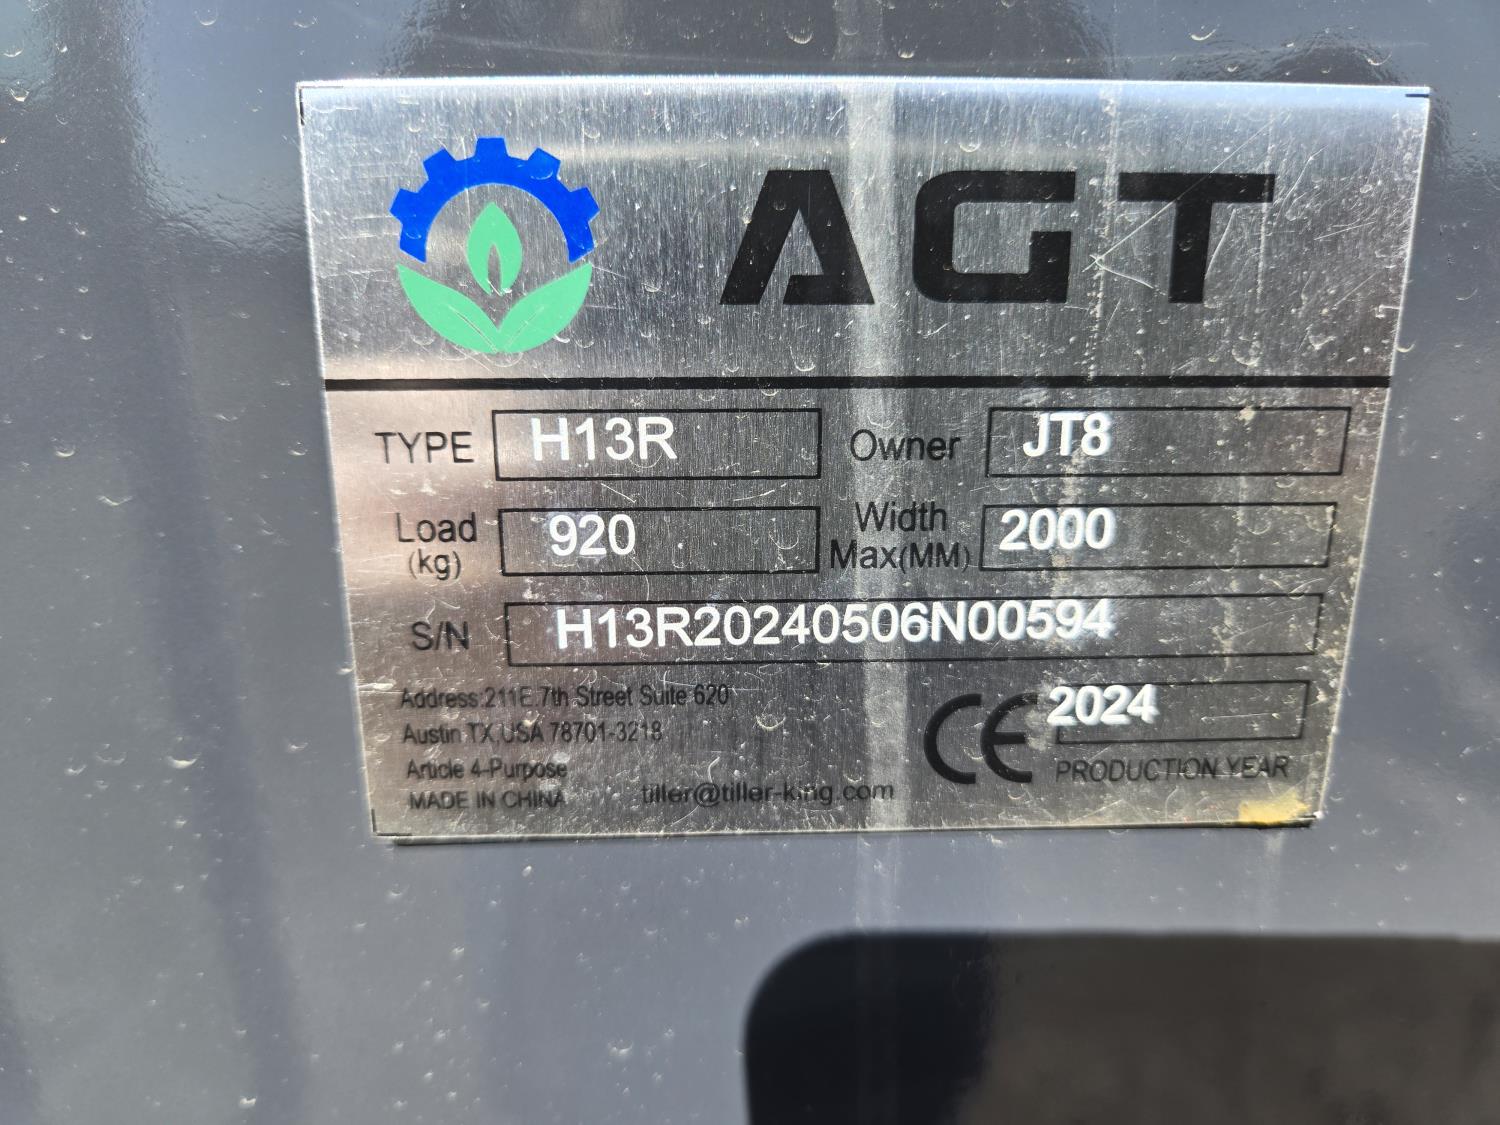 AGT
TYPE H13R Owner JT8
Load (kg) 920 Width Max(MM) 2000
S/N H13R20240506N00594
Address:211E.7th Street Suite 620
Austin TX,USA 78701-3218
Article 4-Purpose
MADE IN CHINA
tiller@tiller-king.com
CE 2024
PRODUCTION YEAR